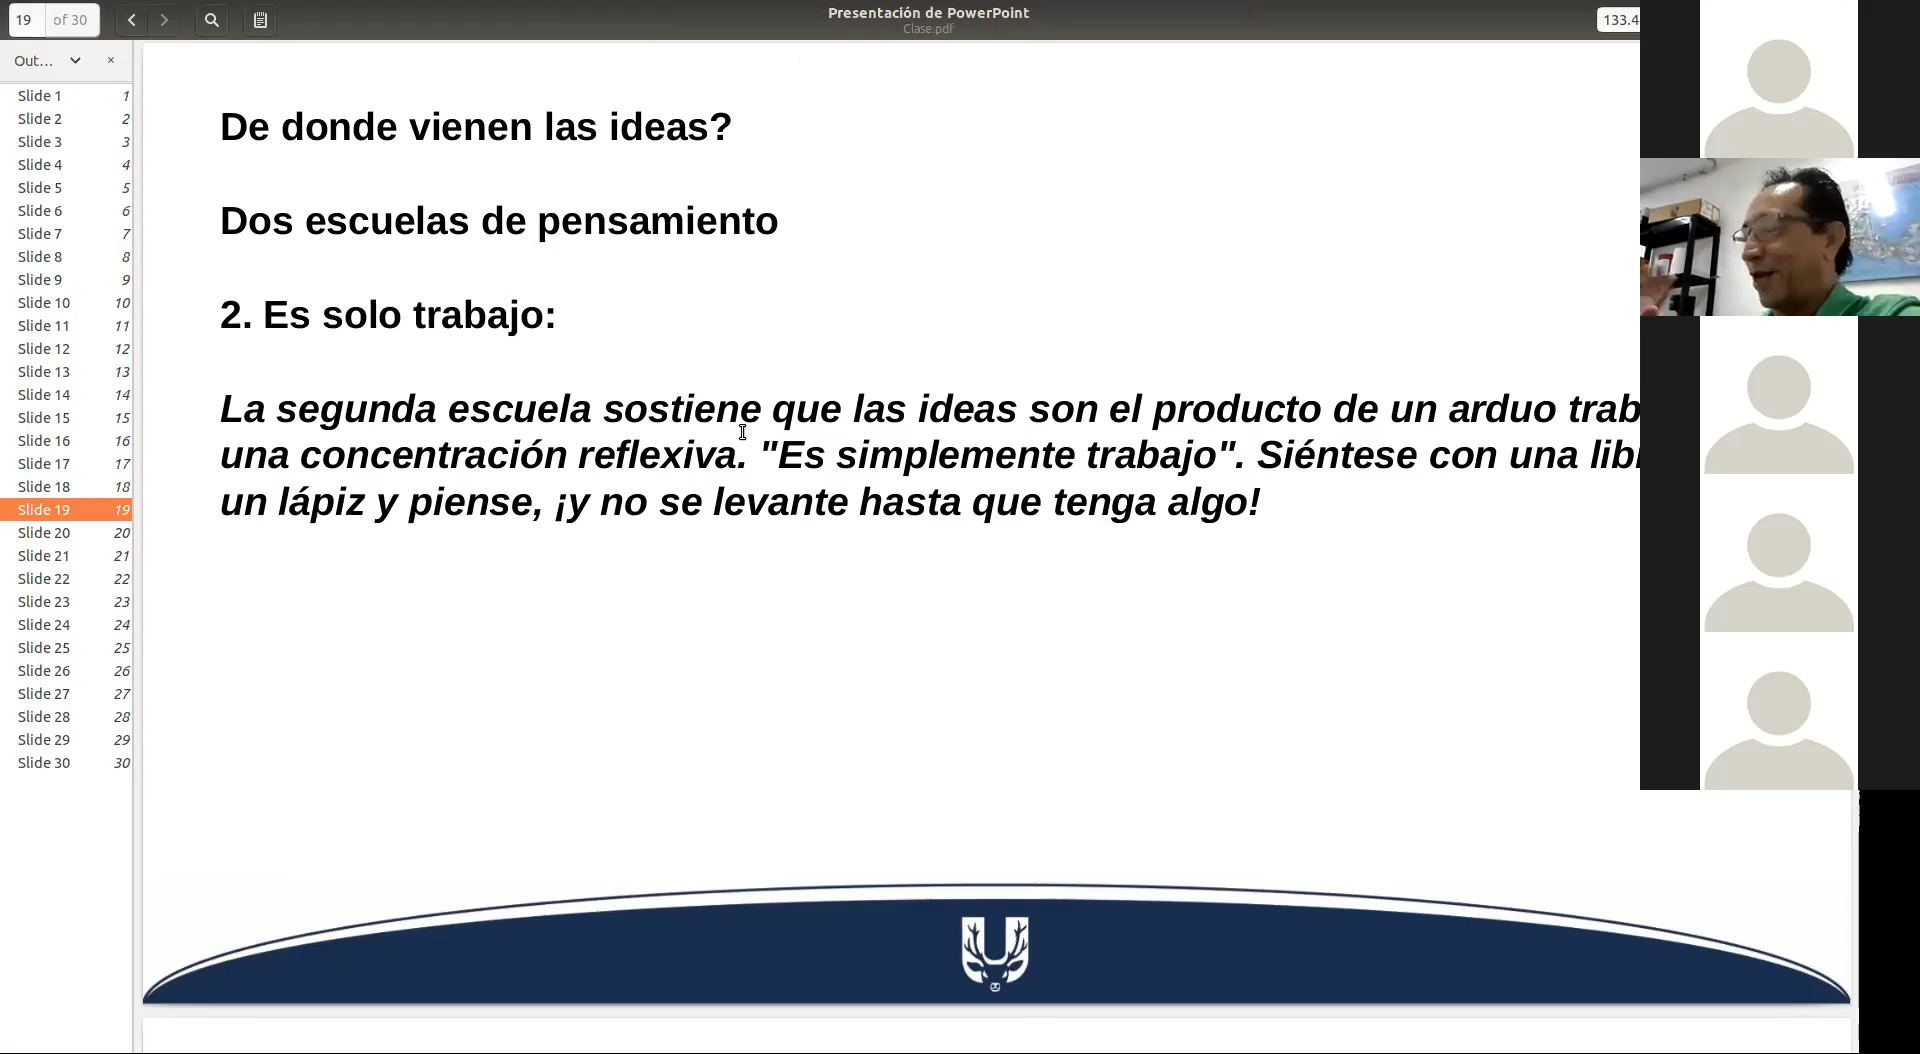 19 of 30
Presentación de PowerPoint
Clase.pdf
133.4
Out...
Slide 1 1
Slide 2 2
Slide 3 3
Slide 4 4
Slide 5 5
Slide 6 6
Slide 7 7
Slide 8 8
Slide 9 9
Slide 10 10
Slide 11 11
Slide 12 12
Slide 13 13
Slide 14 14
Slide 15 15
Slide 16 16
Slide 17 17
Slide 18 18
Slide 19 19
Slide 20 20
Slide 21 21
Slide 22 22
Slide 23 23
Slide 24 24
Slide 25 25
Slide 26 26
Slide 27 27
Slide 28 28
Slide 29 29
Slide 30 30
De donde vienen las ideas?
Dos escuelas de pensamiento
2. Es solo trabajo:
La segunda escuela sostiene que las ideas son el producto de un arduo
una concentración reflexiva. "Es simplemente trabajo". Siéntese con una
un lápiz y piense, ¡y no se levante hasta que tenga algo!
U